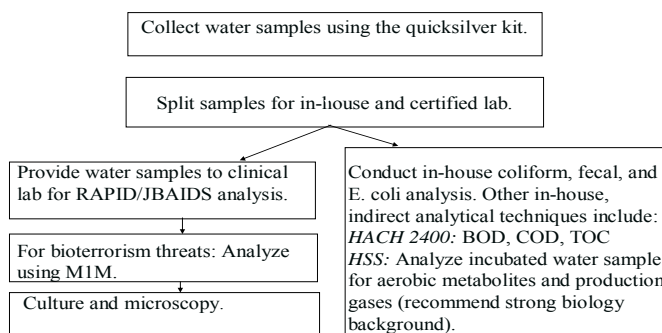 Collect water samples using the quicksilver kit.
Split samples for in-house and certified lab.
Provide water samples to clinical
lab for RAPID/JBAIDS analysis.
For bioterrorism threats: Analyze
using M1M.
Culture and microscopy.
Conduct in-house coliform, fecal, and
E. coli analysis. Other in-house,
indirect analytical techniques include:
HACH 2400: BOD, COD, TOC
HSS: Analyze incubated water sample
for aerobic metabolites and production
gases (recommend strong biology
background).